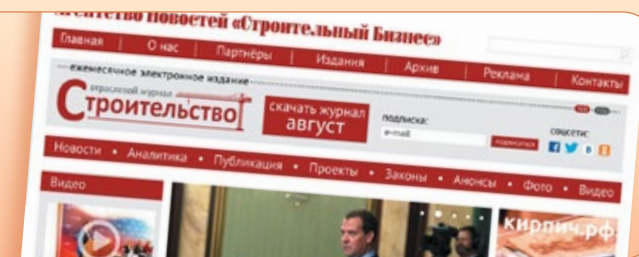 Агентство Новостей «Строительный Бизнес»
Главная | О нас | Партнёры | Издания | Архив | Реклама | Контакты
ежемесячное электронное издание
отраслевой журнал
Строительство
скачать журнал
август
подписка:
e-mail
подписаться
соцсети:
Новости • Аналитика • Публикация • Проекты • Законы • Анонсы • Фото • Видео
Видео
кирпич.рф